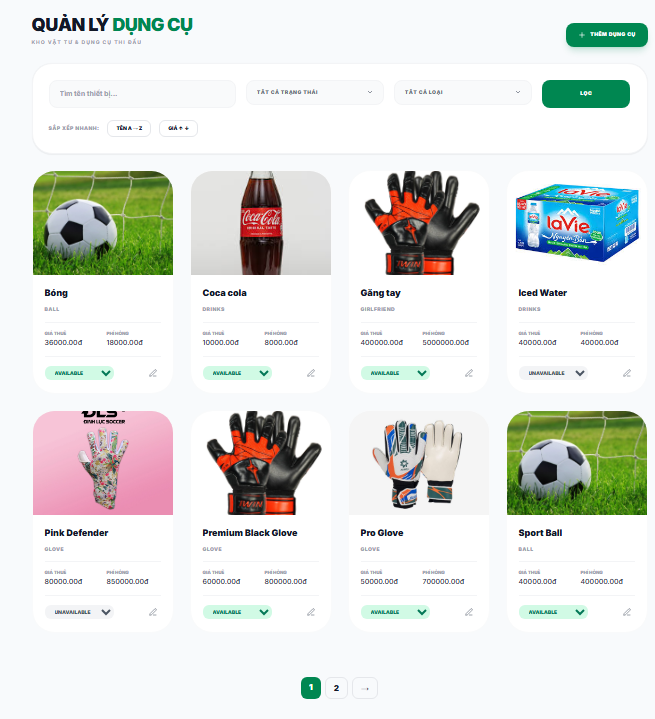 QUẢN LÝ DỤNG CỤ
KHO VẬT TƯ & DỤNG CỤ THI ĐẤU
+ THÊM DỤNG CỤ
Tìm tên thiết bị...
TẤT CẢ TRẠNG THÁI
TẤT CẢ LOẠI
LỌC
SẮP XẾP NHANH:
TÊN A → Z
GIÁ ↑ ↓
Coca-Cola
TWIN
laVie
Bóng
BALL
GIÁ THUÊ
PHÍ HỎNG
36000.00đ
18000.00đ
AVAILABLE
Coca cola
DRINKS
GIÁ THUÊ
PHÍ HỎNG
10000.00đ
8000.00đ
AVAILABLE
Găng tay
GIRLFRIEND
GIÁ THUÊ
PHÍ HỎNG
400000.00đ
5000000.00đ
AVAILABLE
Iced Water
DRINKS
GIÁ THUÊ
PHÍ HỎNG
40000.00đ
40000.00đ
UNAVAILABLE
DLS
ĐỊNH LỰC SOCCER
TWIN
Pink Defender
GLOVE
GIÁ THUÊ
PHÍ HỎNG
80000.00đ
850000.00đ
UNAVAILABLE
Premium Black Glove
GLOVE
GIÁ THUÊ
PHÍ HỎNG
60000.00đ
800000.00đ
AVAILABLE
Pro Glove
GLOVE
GIÁ THUÊ
PHÍ HỎNG
50000.00đ
700000.00đ
AVAILABLE
Sport Ball
BALL
GIÁ THUÊ
PHÍ HỎNG
40000.00đ
400000.00đ
AVAILABLE
1
2
→